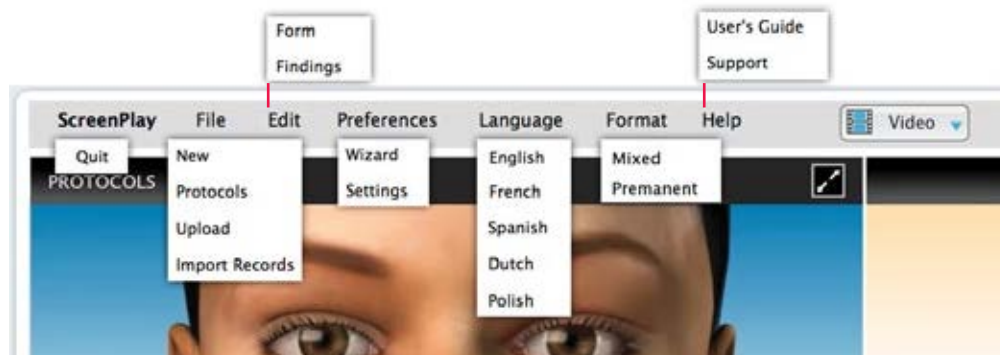 Form
Findings
User's Guide
Support
ScreenPlay File Edit Preferences Language Format Help Video
Quit
PROTOCOLS
New
Protocols
Upload
Import Records
Wizard
Settings
English
French
Spanish
Dutch
Polish
Mixed
Premanent